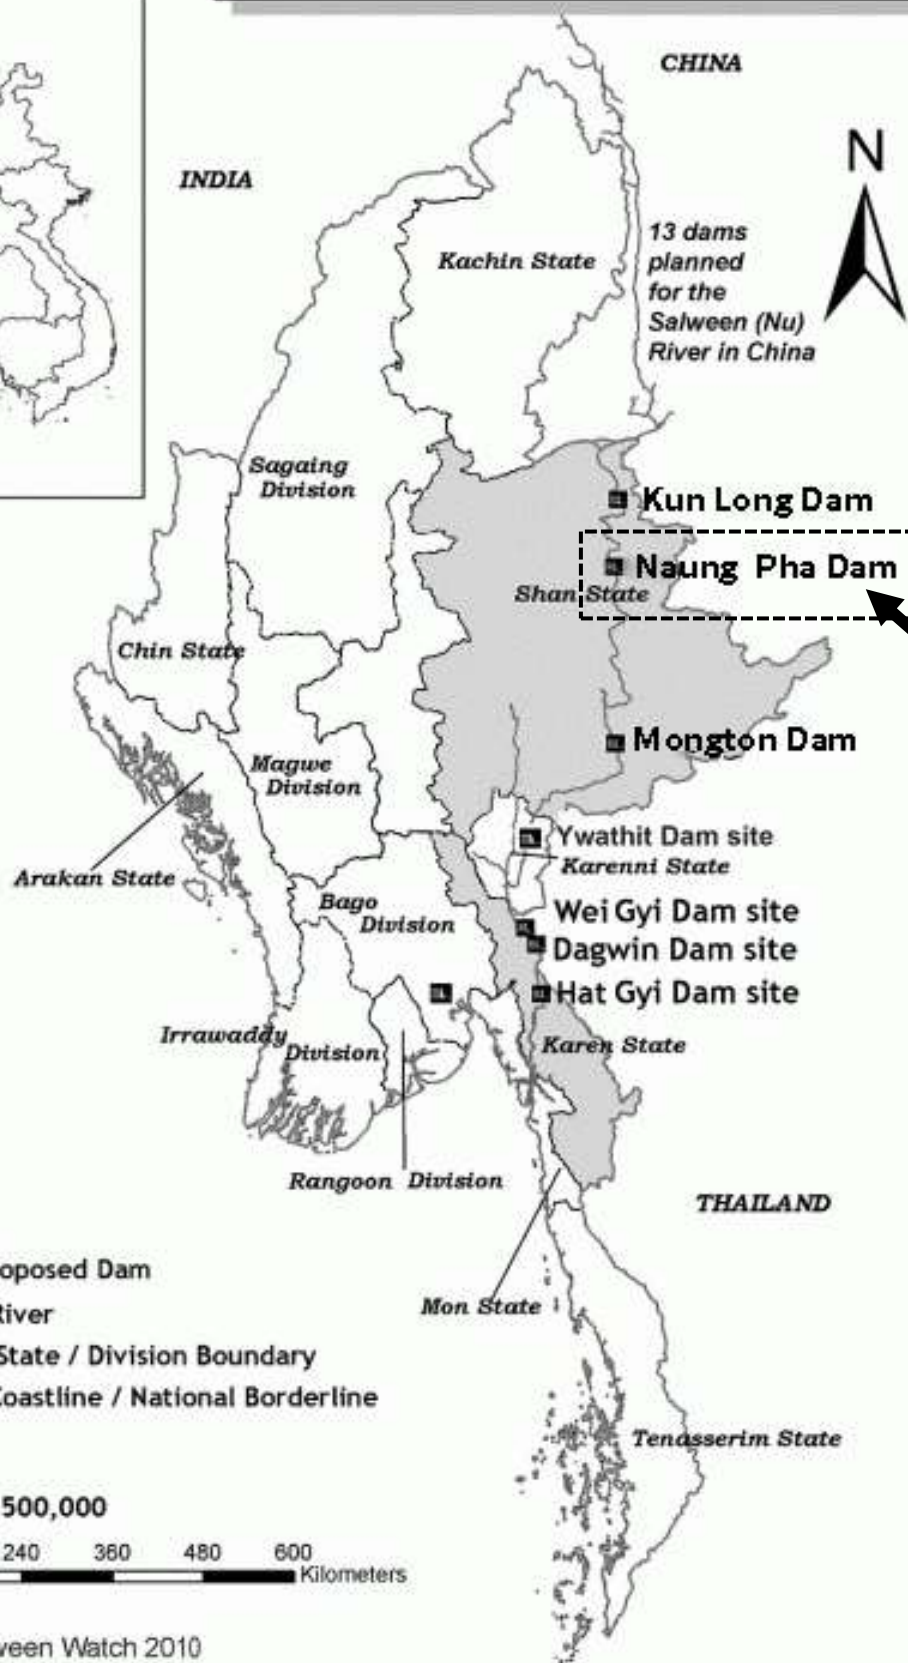 CHINA
N
INDIA
13 dams
planned
for the
Salween (Nu)
River in China
Kachin State
Sagaing
Division
Kun Long Dam
Naung Pha Dam
Shan State
Chin State
Mongton Dam
Magwe
Division
Ywathit Dam site
Karenni State
Arakan State
Bago
Division
Wei Gyi Dam site
Dagwin Dam site
Hat Gyi Dam site
Irrawaddy
Division
Karen State
Rangoon Division
THAILAND
oposed Dam
River
Mon State
State / Division Boundary
Coastline / National Borderline
Tenasserim State
500,000
240 360 480 600
Kilometers
ween Watch 2010